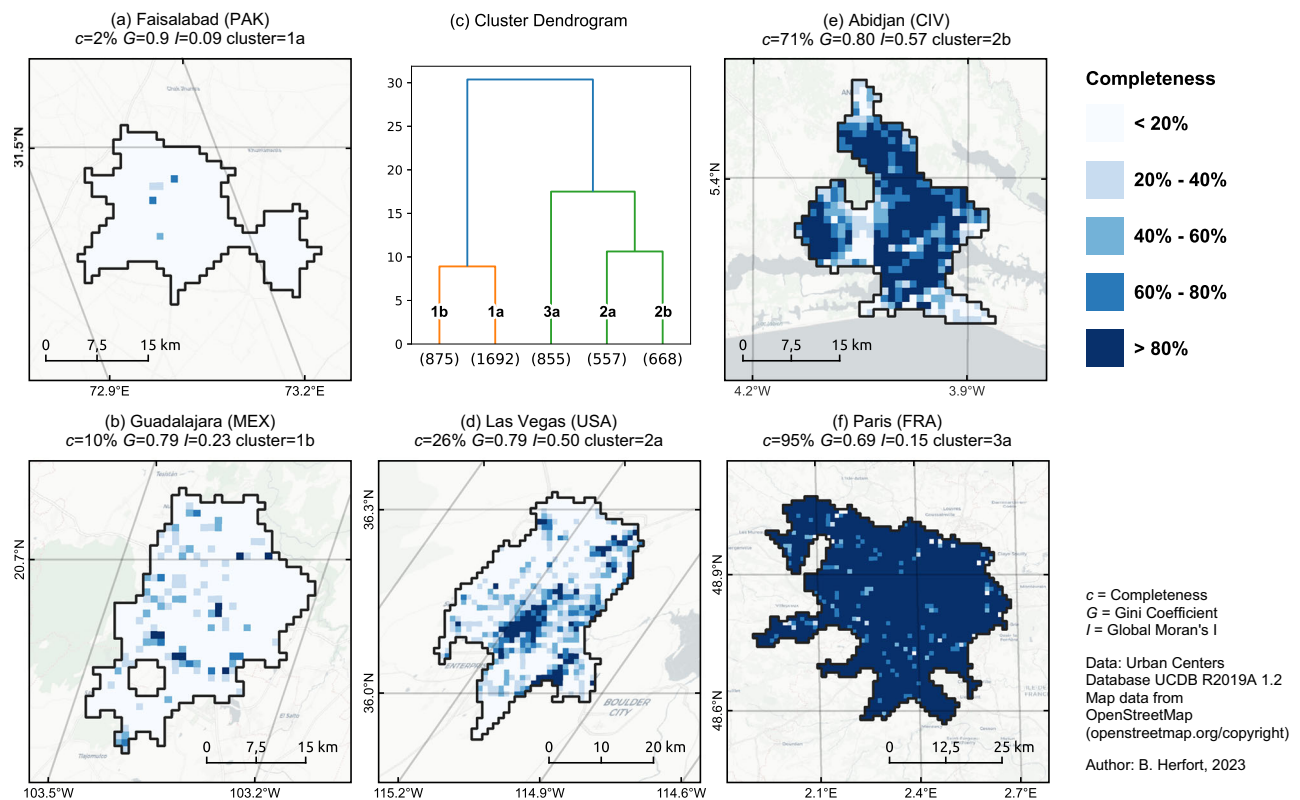 (a) Faisalabad (PAK)
c=2% G=0.9 I=0.09 cluster=1a
31.5°N
0 7,5 15 km
72.9°E 73.2°E
(c) Cluster Dendrogram
30
25
20
15
10
5
0
1b 1a 3a 2a 2b
(875) (1692) (855) (557) (668)
(e) Abidjan (CIV)
c=71% G=0.80 I=0.57 cluster=2b
5.4°N
0 7,5 15 km
4.2°W 3.9°W
Completeness
< 20%
20% - 40%
40% - 60%
60% - 80%
> 80%
(b) Guadalajara (MEX)
c=10% G=0.79 I=0.23 cluster=1b
20.7°N
El Salto
Tlajomulco
0 7,5 15 km
103.5°W 103.2°W
(d) Las Vegas (USA)
c=26% G=0.79 I=0.50 cluster=2a
36.3°N
36.0°N
BOULDER
CITY
0 10 20 km
115.2°W 114.9°W 114.6°W
(f) Paris (FRA)
c=95% G=0.69 I=0.15 cluster=3a
48.9°N
48.6°N
0 12,5 25 km
2.1°E 2.4°E 2.7°E
c = Completeness
G = Gini Coefficient
I = Global Moran's I
Data: Urban Centers
Database UCDB R2019A 1.2
Map data from
OpenStreetMap
(openstreetmap.org/copyright)
Author: B. Herfort, 2023